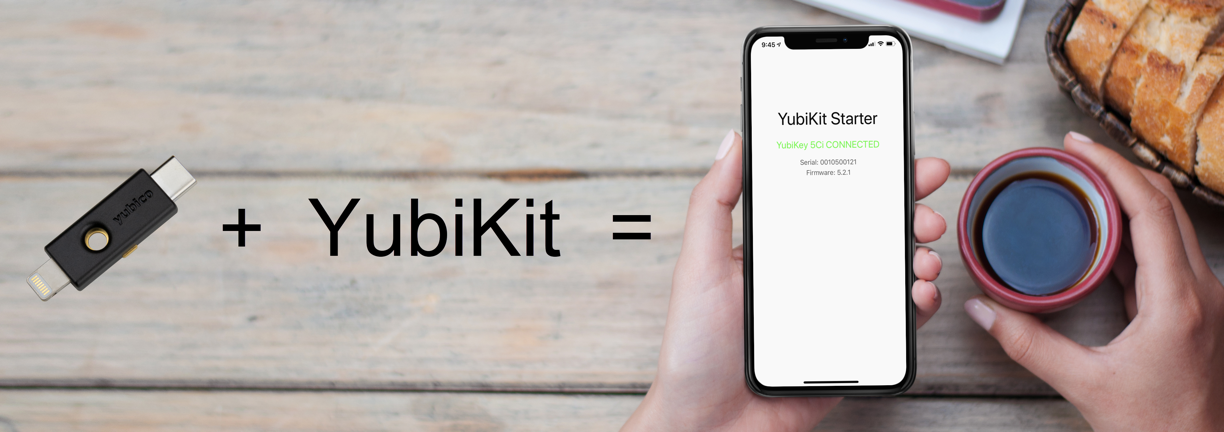 yubico
+ YubiKit =
9:45
YubiKit Starter
YubiKey 5Ci CONNECTED
Serial: 0010500121
Firmware: 5.2.1